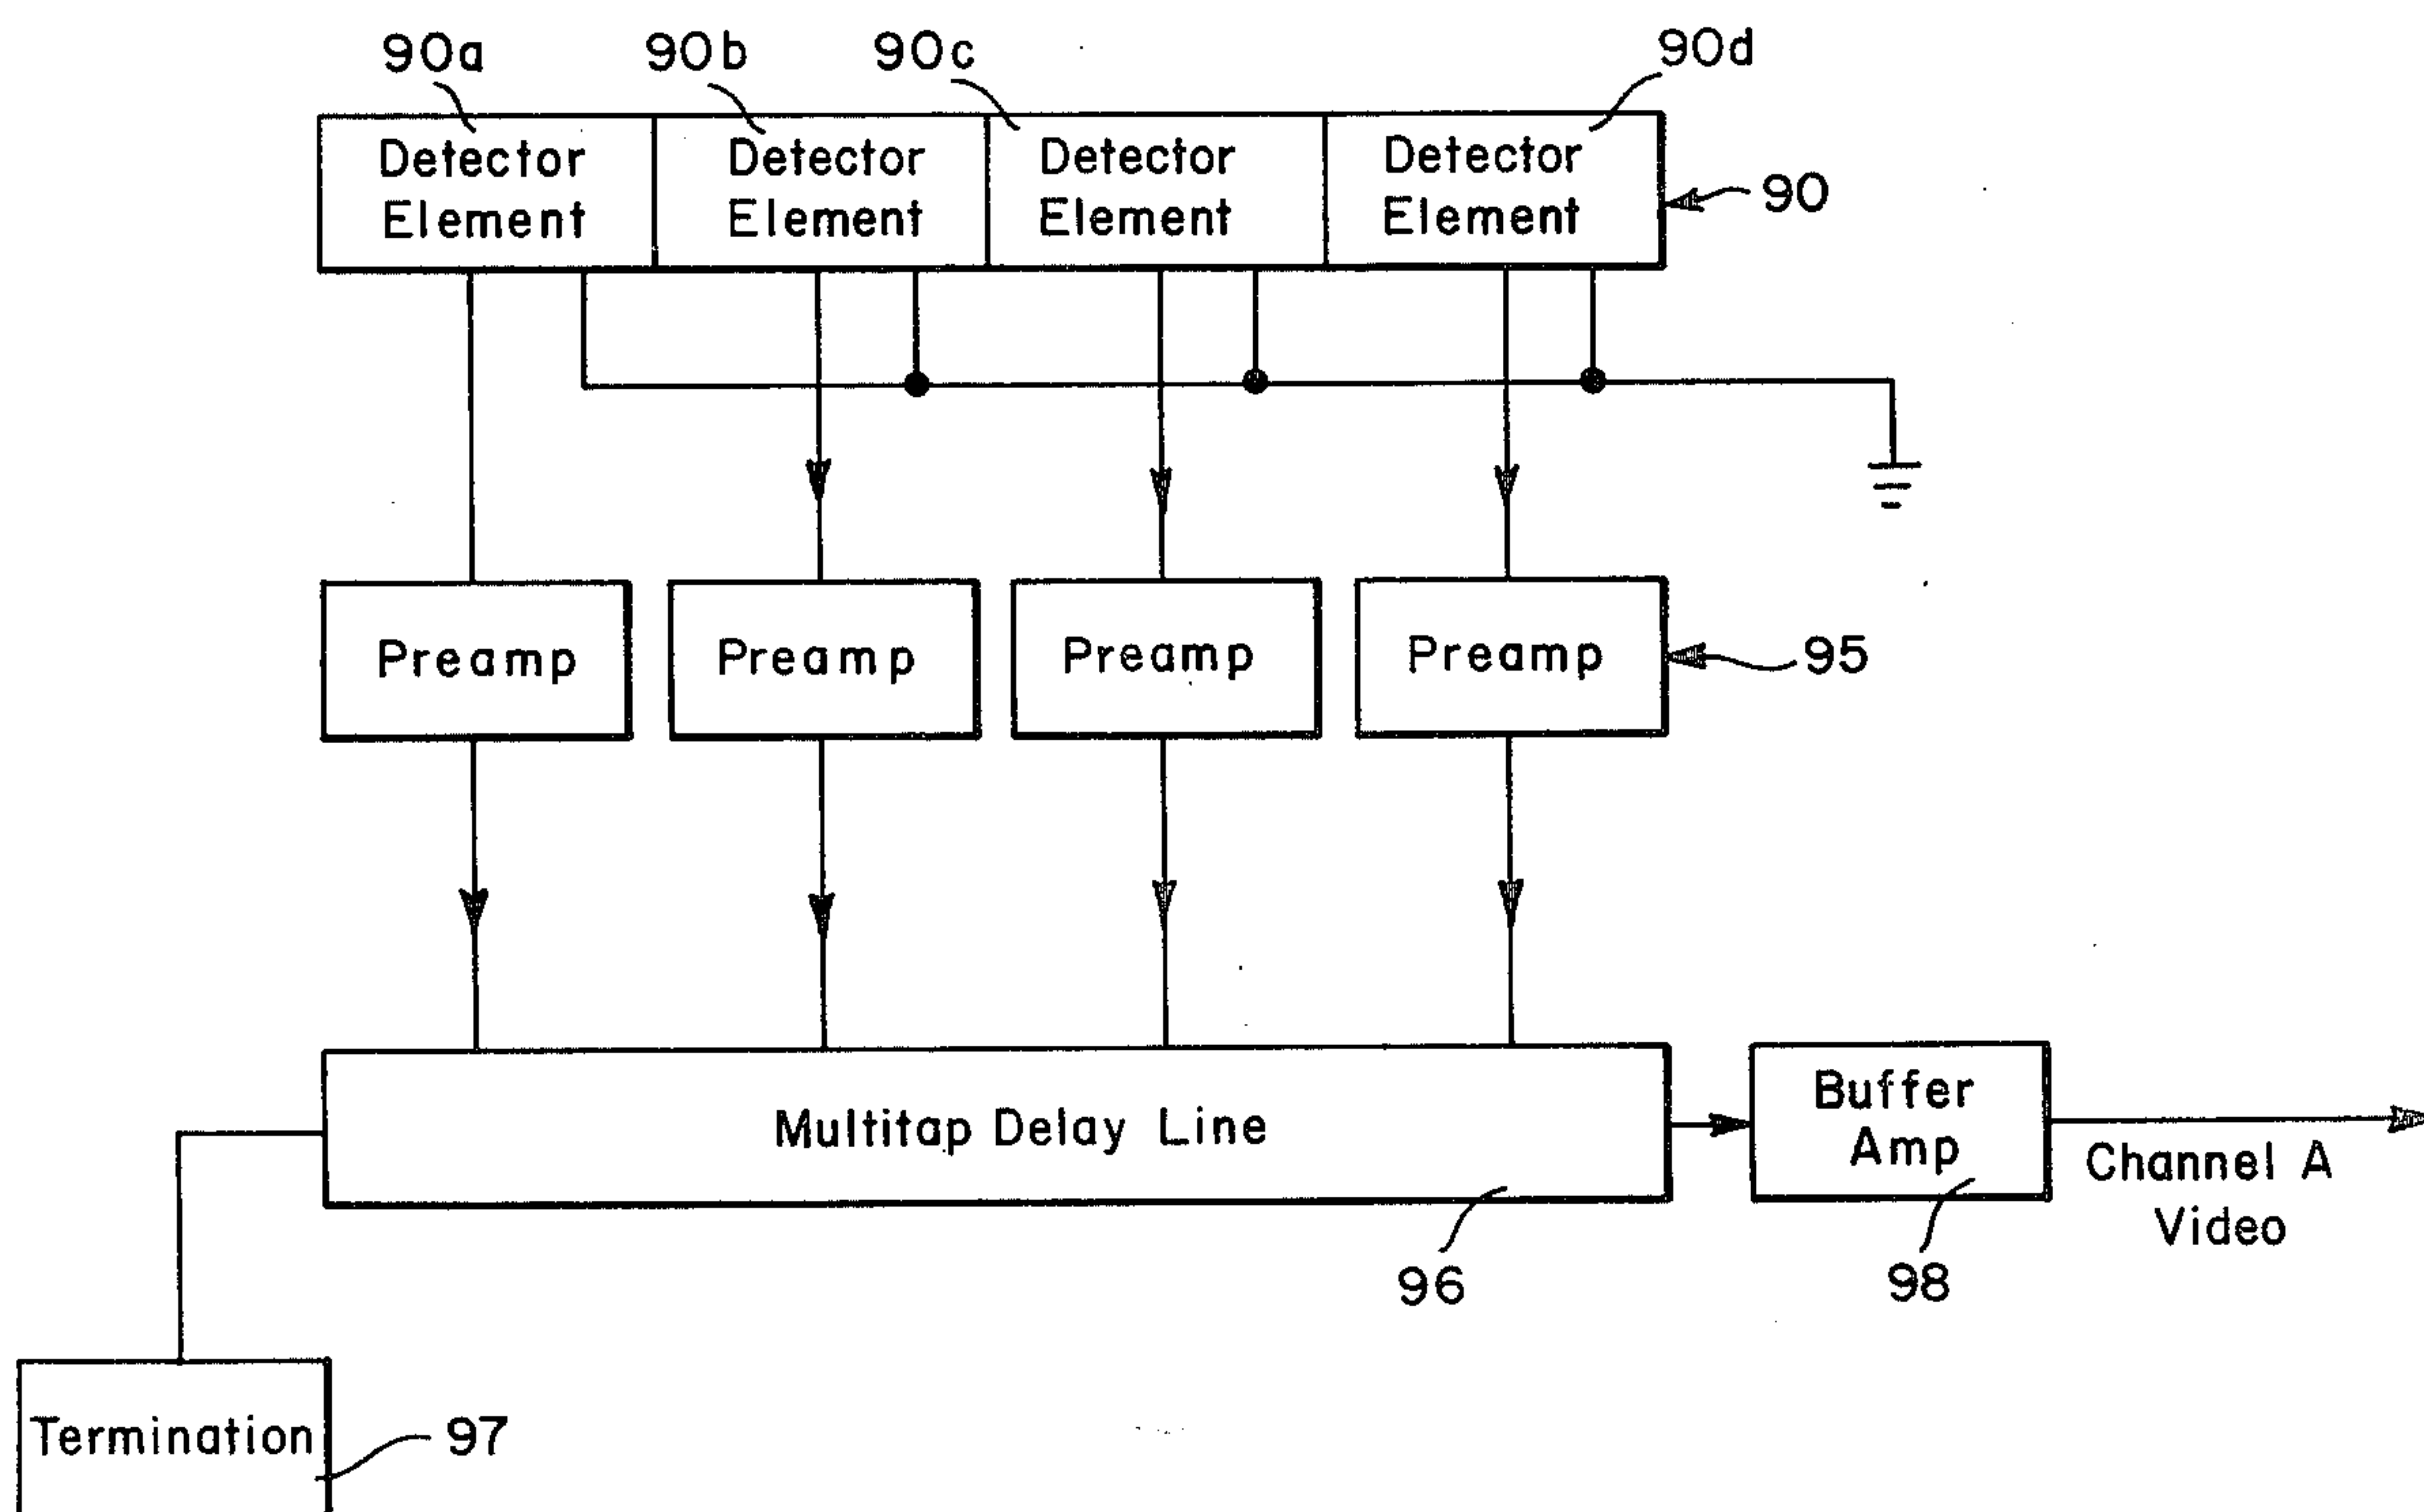 90a 90b 90c 90d
Detector Element
Detector Element
Detector Element
Detector Element
90
Preamp Preamp Preamp Preamp
95
Multitap Delay Line
Buffer
Amp
Channel A
Video
96
98
Termination
97